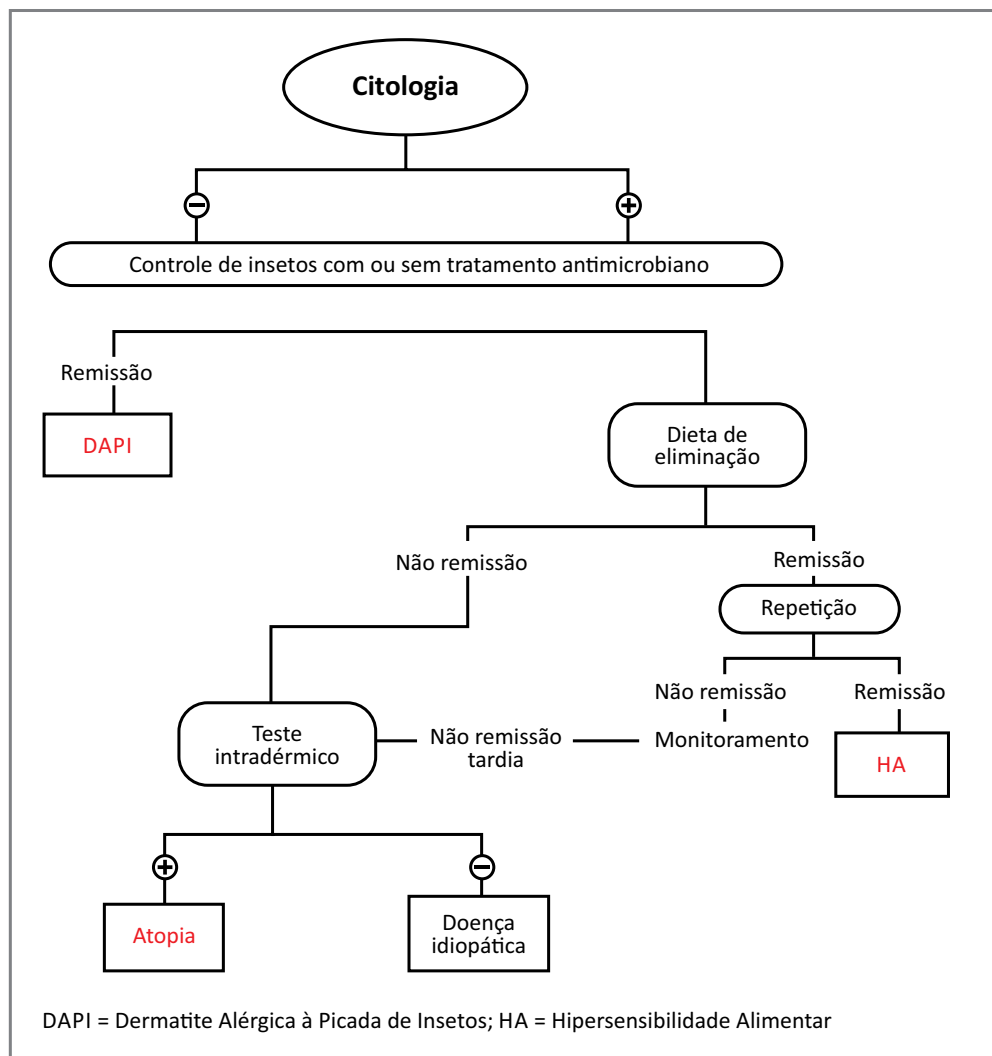 Citologia
−
+
Controle de insetos com ou sem tratamento antimicrobiano
Remissão
DAPI
Dieta de
eliminação
Não remissão
Remissão
Repetição
Não remissão
Remissão
Teste
intradérmico
Não remissão
tardia
Monitoramento
HA
+
−
Atopia
Doença
idiopática
DAPI = Dermatite Alérgica à Picada de Insetos; HA = Hipersensibilidade Alimentar